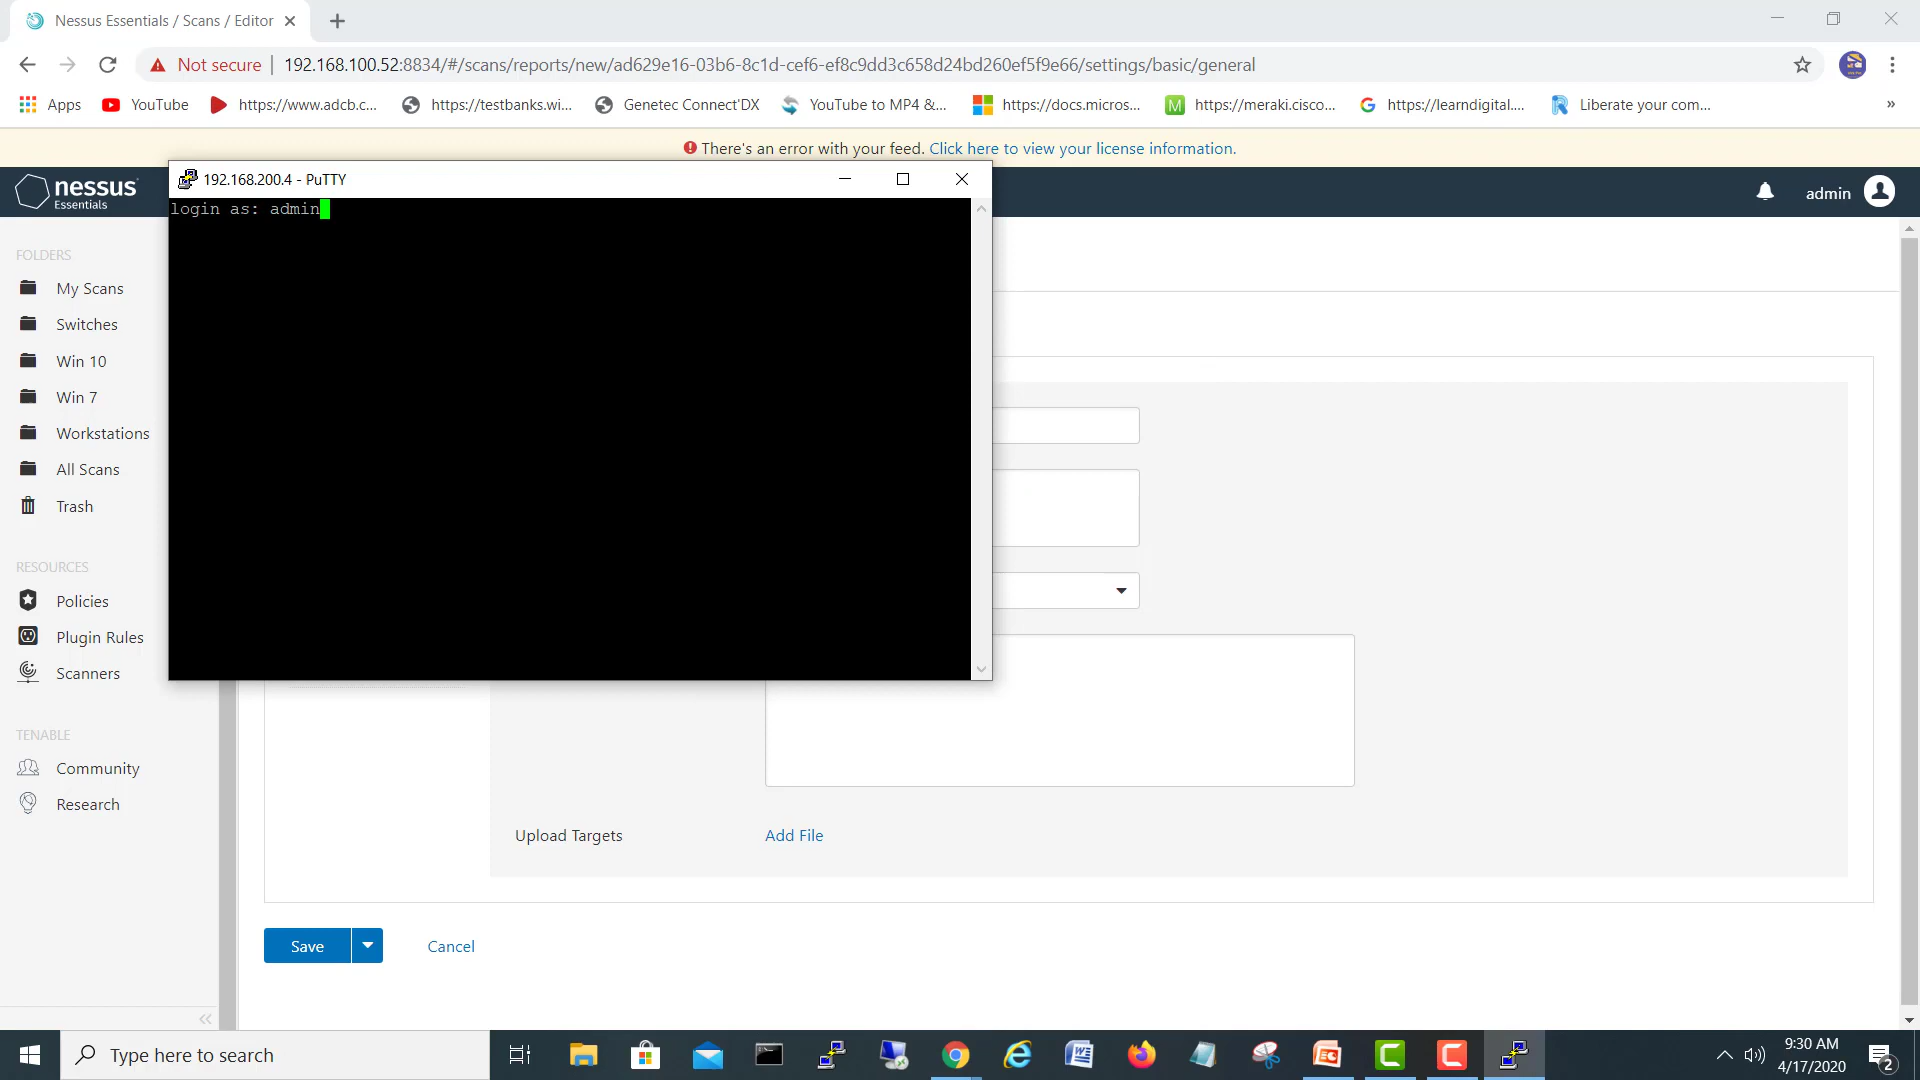 Nessus Essentials / Scans / Editor
Not secure | 192.168.100.52:8834/#/scans/reports/new/ad629e16-03b6-8c1d-cef6-ef8c9dd3c658d24bd260ef5f9e66/settings/basic/general
Apps YouTube https://www.adcb.c... https://testbanks.wi... Genetec Connect'DX YouTube to MP4 &... https://docs.micros... https://meraki.cisco... https://learndigital.... Liberate your com... »
There's an error with your feed. Click here to view your license information.
192.168.200.4 - PuTTY
login as: admin
nessus
Essentials
admin
FOLDERS
My Scans
Switches
Win 10
Win 7
Workstations
All Scans
Trash
RESOURCES
Policies
Plugin Rules
Scanners
TENABLE
Community
Research
Upload Targets Add File
Save Cancel
Type here to search
9:30 AM
4/17/2020
2